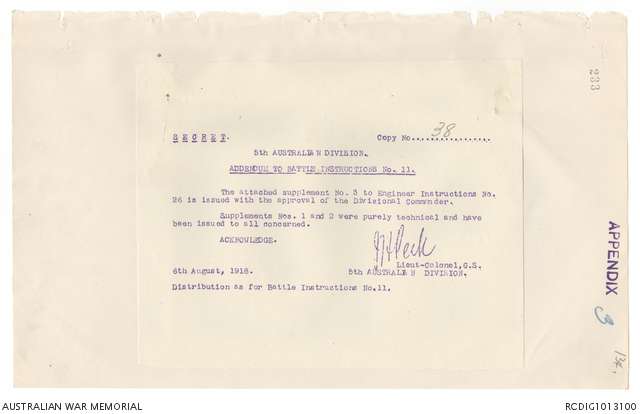 233
S E C R E T.
Copy No. 38
5th AUSTRALIAN DIVISION.
ADDENDUM TO BATTLE INSTRUCTIONS No. 11.
The attached supplement No. 3 to Engineer Instructions No.
26 is issued with the approval of the Divisional Commander.
Supplements Nos. 1 and 2 were purely technical and have
been issued to all concerned.
ACKNOWLEDGE.
JHPeck
Lieut-Colonel, G.S.
6th August, 1918.
5th AUSTRALIAN DIVISION.
Distribution as for Battle Instructions No.11.
APPENDIX 3
AUSTRALIAN WAR MEMORIAL
RCDIG1013100